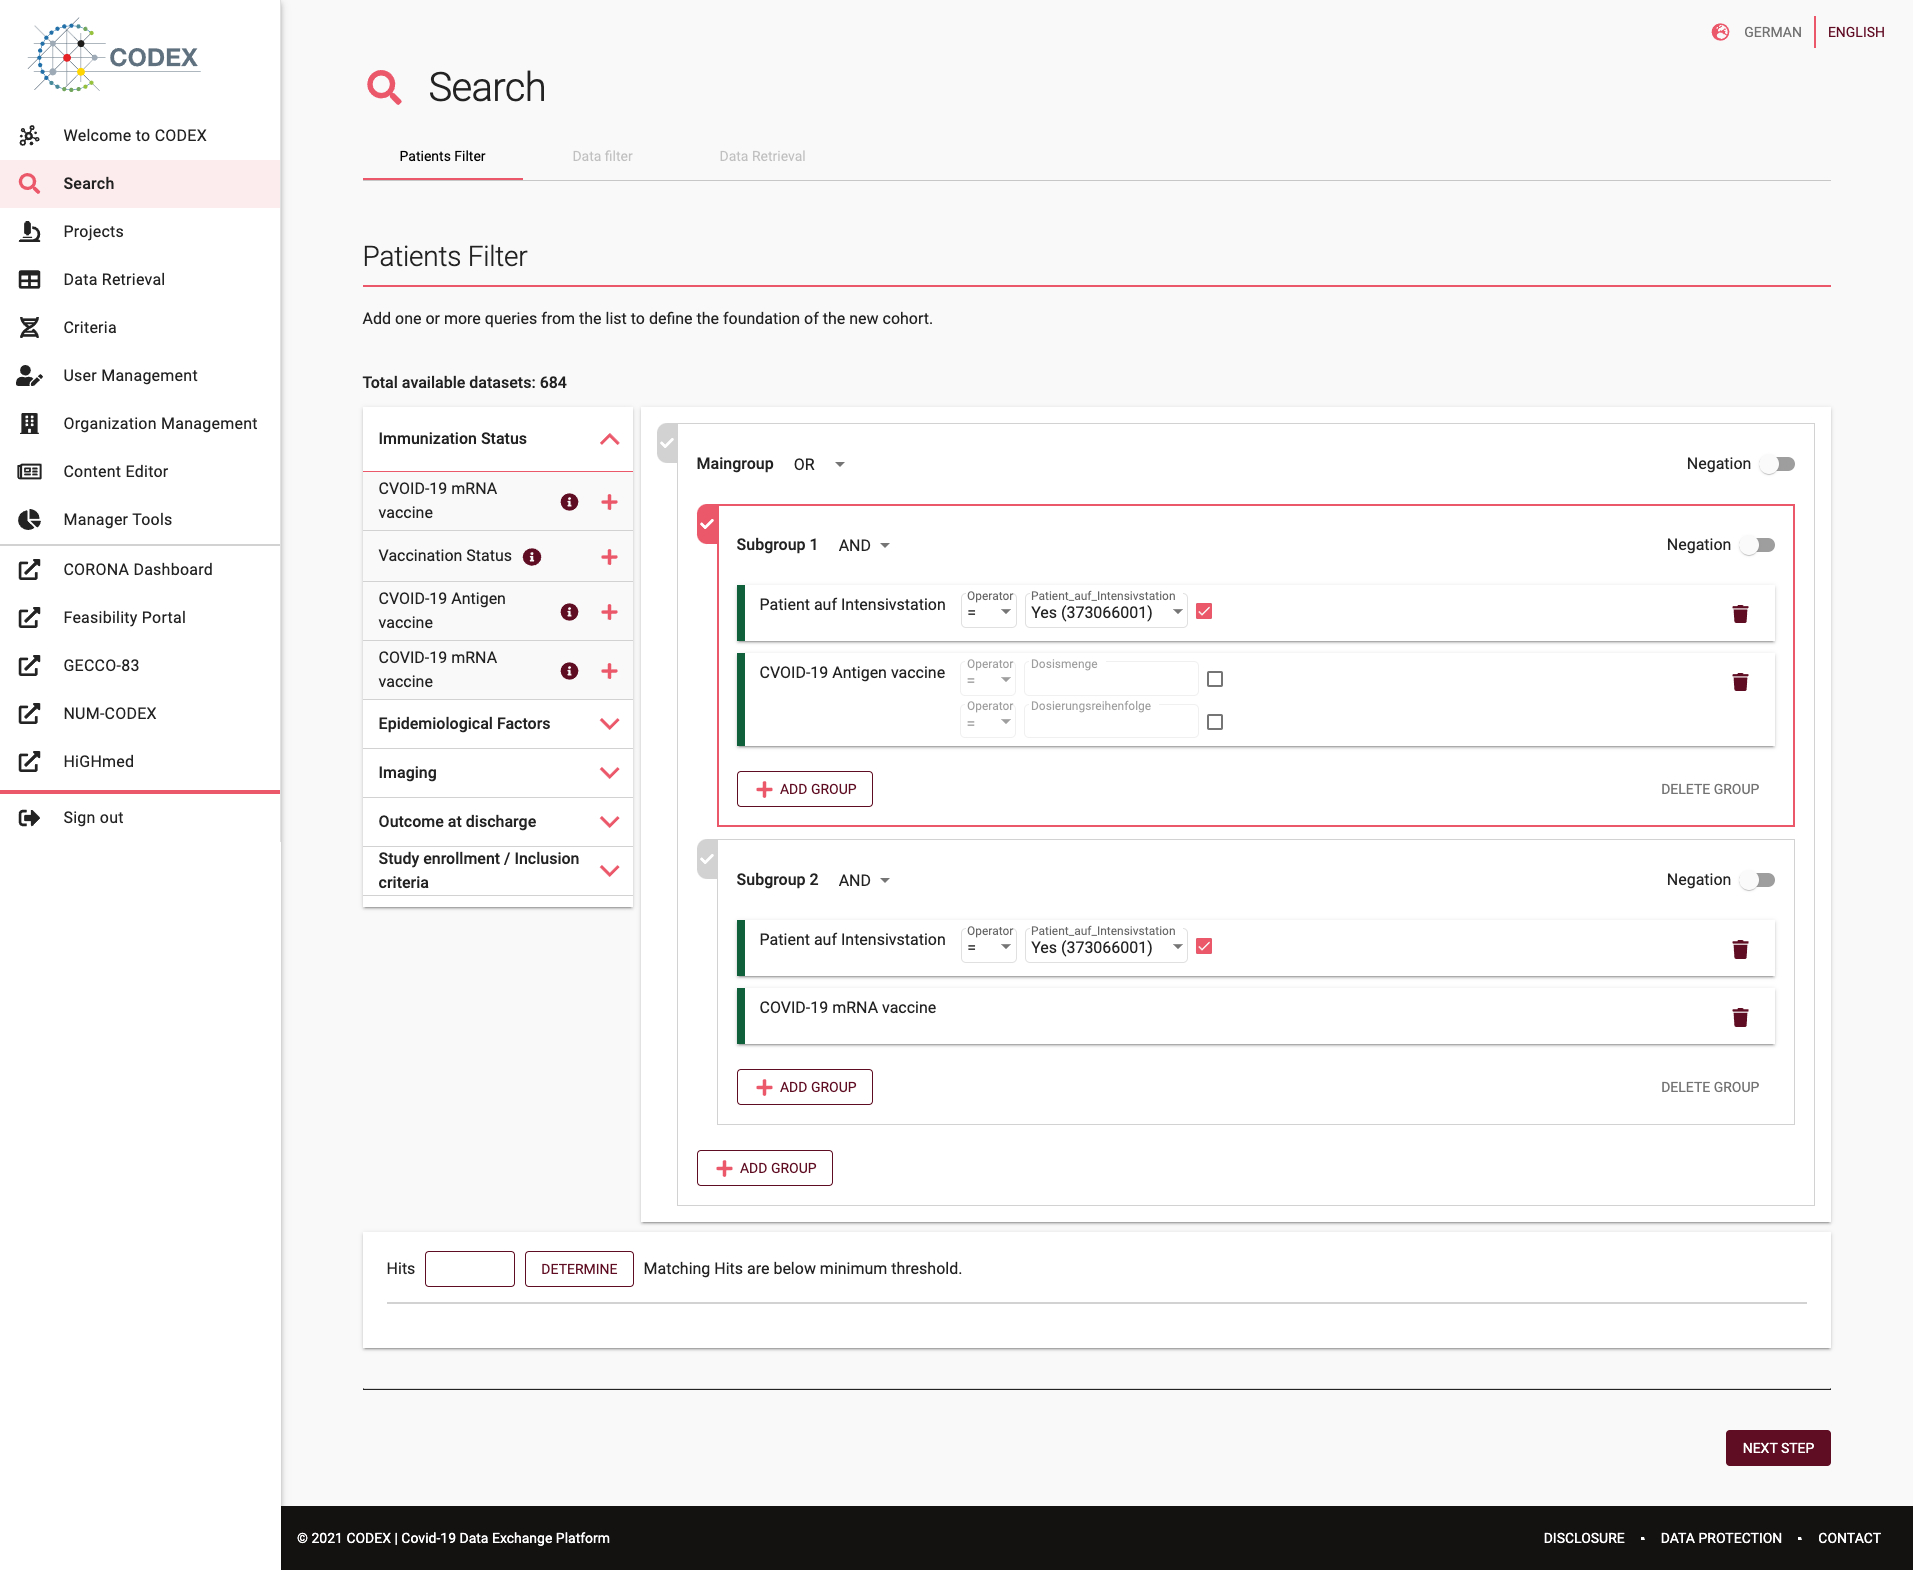 CODEX
Welcome to CODEX
Search
Projects
Data Retrieval
Criteria
User Management
Organization Management
Content Editor
Manager Tools
CORONA Dashboard
Feasibility Portal
GECCO-83
NUM-CODEX
HiGHmed
Sign out
GERMAN ENGLISH
Search
Patients Filter Data filter Data Retrieval
Patients Filter
Add one or more queries from the list to define the foundation of the new cohort.
Total available datasets: 684
Immunization Status
CVOID-19 mRNA
vaccine
Vaccination Status
CVOID-19 Antigen
vaccine
COVID-19 mRNA
vaccine
Epidemiological Factors
Imaging
Outcome at discharge
Study enrollment / Inclusion
criteria
Maingroup OR Negation
Subgroup 1 AND Negation
Operator Patient_auf_Intensivstation
Patient auf Intensivstation = Yes (373066001)
Operator Dosismenge
CVOID-19 Antigen vaccine =
Operator Dosierungsreihenfolge
=
ADD GROUP DELETE GROUP
Subgroup 2 AND Negation
Operator Patient_auf_Intensivstation
Patient auf Intensivstation = Yes (373066001)
COVID-19 mRNA vaccine
ADD GROUP DELETE GROUP
ADD GROUP
Hits DETERMINE Matching Hits are below minimum threshold.
NEXT STEP
© 2021 CODEX | Covid-19 Data Exchange Platform
DISCLOSURE • DATA PROTECTION • CONTACT